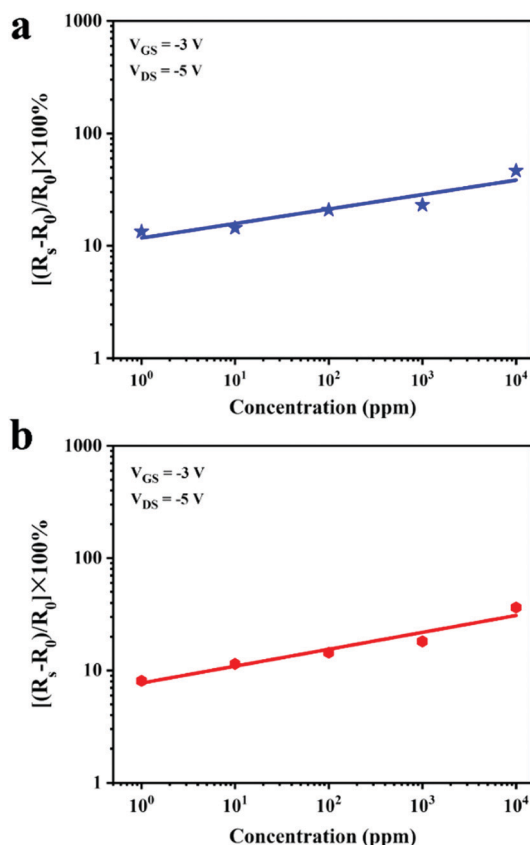 a
V_GS = -3 V
V_DS = -5 V
[(R_s-R_0)/R_0]×100%
1000
100
10
1
10^0
10^1
10^2
10^3
10^4
Concentration (ppm)
b
V_GS = -3 V
V_DS = -5 V
[(R_s-R_0)/R_0]×100%
1000
100
10
1
10^0
10^1
10^2
10^3
10^4
Concentration (ppm)